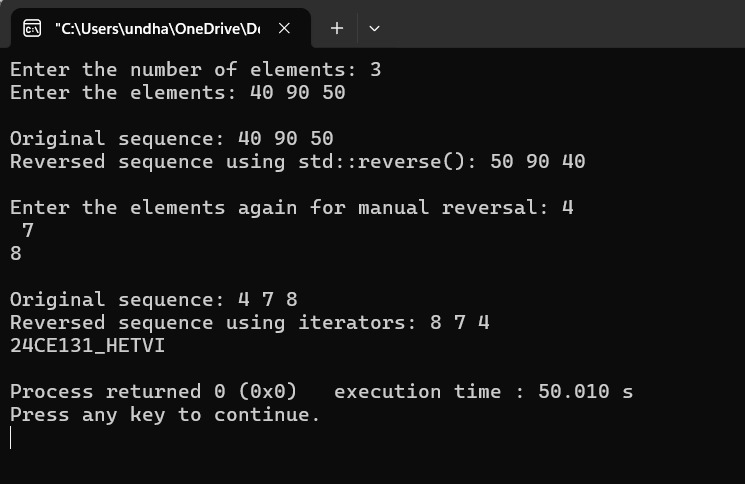 "C:\Users\undha\OneDrive\De
Enter the number of elements: 3
Enter the elements: 40 90 50
Original sequence: 40 90 50
Reversed sequence using std::reverse(): 50 90 40
Enter the elements again for manual reversal: 4
7
8
Original sequence: 4 7 8
Reversed sequence using iterators: 8 7 4
24CE131_HETVI
Process returned 0 (0x0)   execution time : 50.010 s
Press any key to continue.